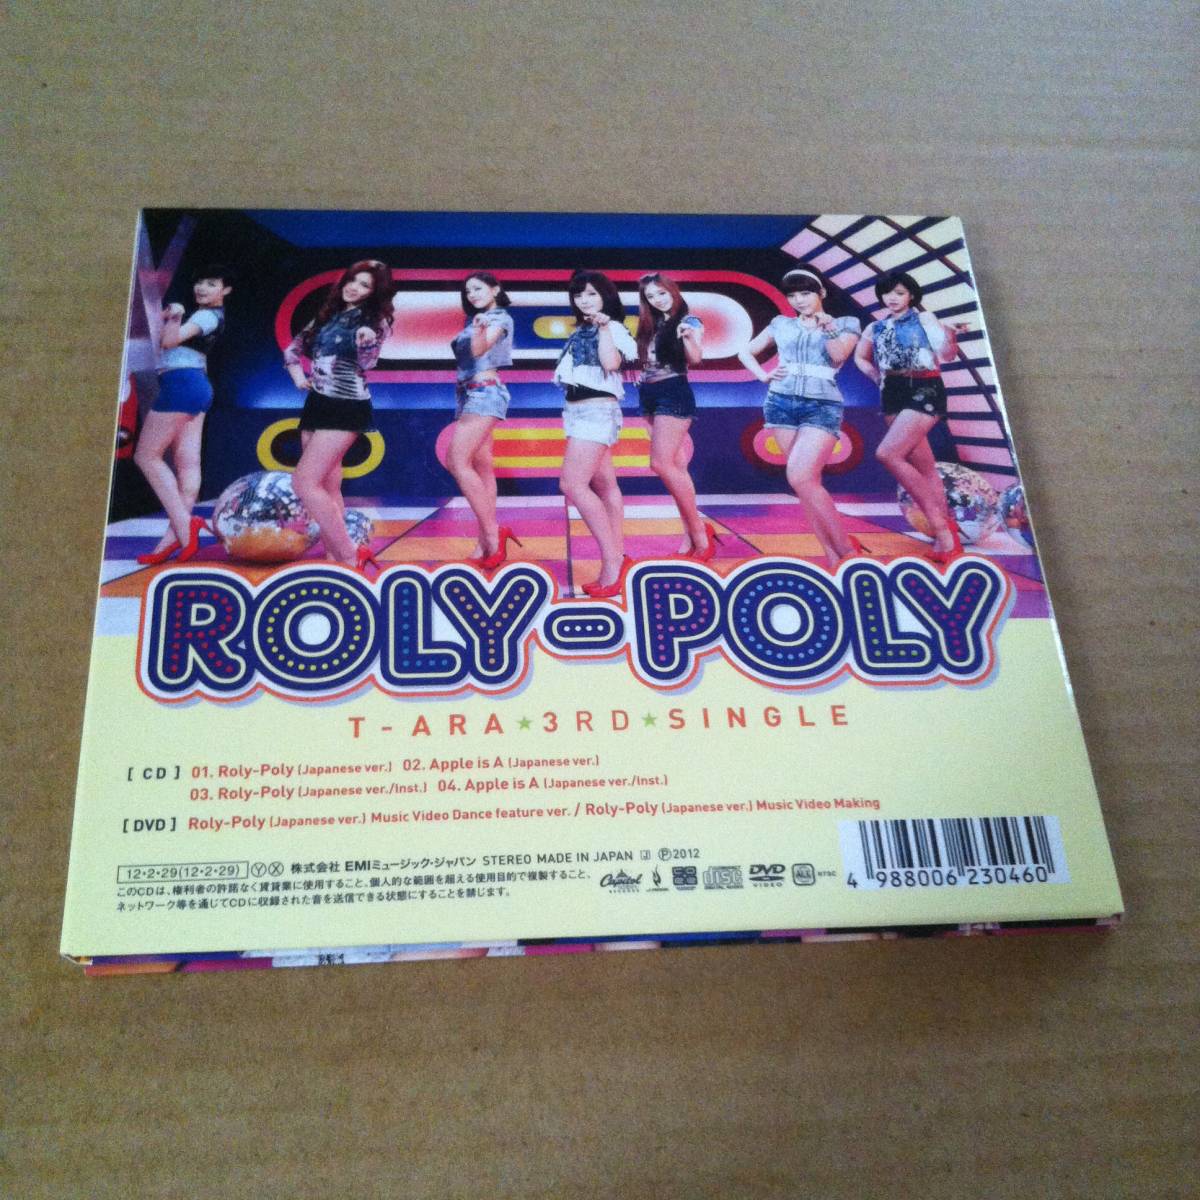 ROLY-POLY
T-ARA★3RD★SINGLE
[ CD ] 01. Roly-Poly (Japanese ver.) 02. Apple is A (Japanese ver.)
03. Roly-Poly (Japanese ver./Inst.) 04. Apple is A (Japanese ver./Inst.)
[ DVD ] Roly-Poly (Japanese ver.) Music Video Dance feature ver. / Roly-Poly (Japanese ver.) Music Video Making
12・2・29(12・2・29) Ⓨ Ⓧ 株式会社 EMIミュージック・ジャパン STEREO MADE IN JAPAN J Ⓟ2012
このCDは、権利者の許諾なく賃貸業に使用すること、個人的な範囲を超える使用目的で複製すること、
ネットワーク等を通じてCDに収録された音を送信できる状態にすることを禁じます。
Capitol
disc
DVD VIDEO
ALL NTSC
4 988006 230460